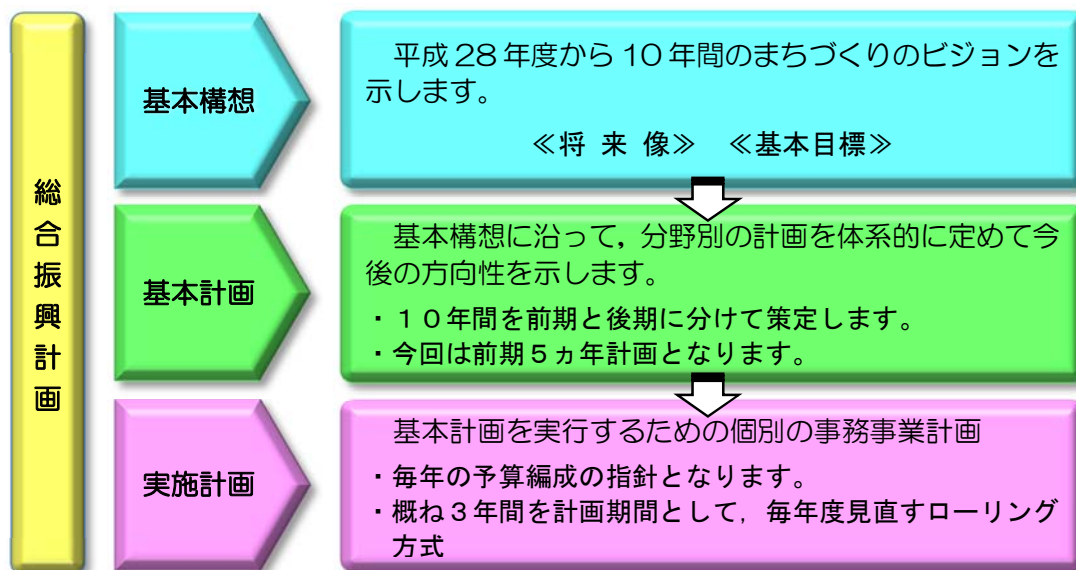 総合振興計画
基本構想
平成28年度から10年間のまちづくりのビジョンを
示します。
≪将 来 像≫ ≪基本目標≫
基本計画
基本構想に沿って，分野別の計画を体系的に定めて今
後の方向性を示します。
・１０年間を前期と後期に分けて策定します。
・今回は前期５ヵ年計画となります。
実施計画
基本計画を実行するための個別の事務事業計画
・毎年の予算編成の指針となります。
・概ね３年間を計画期間として，毎年度見直すローリング
方式